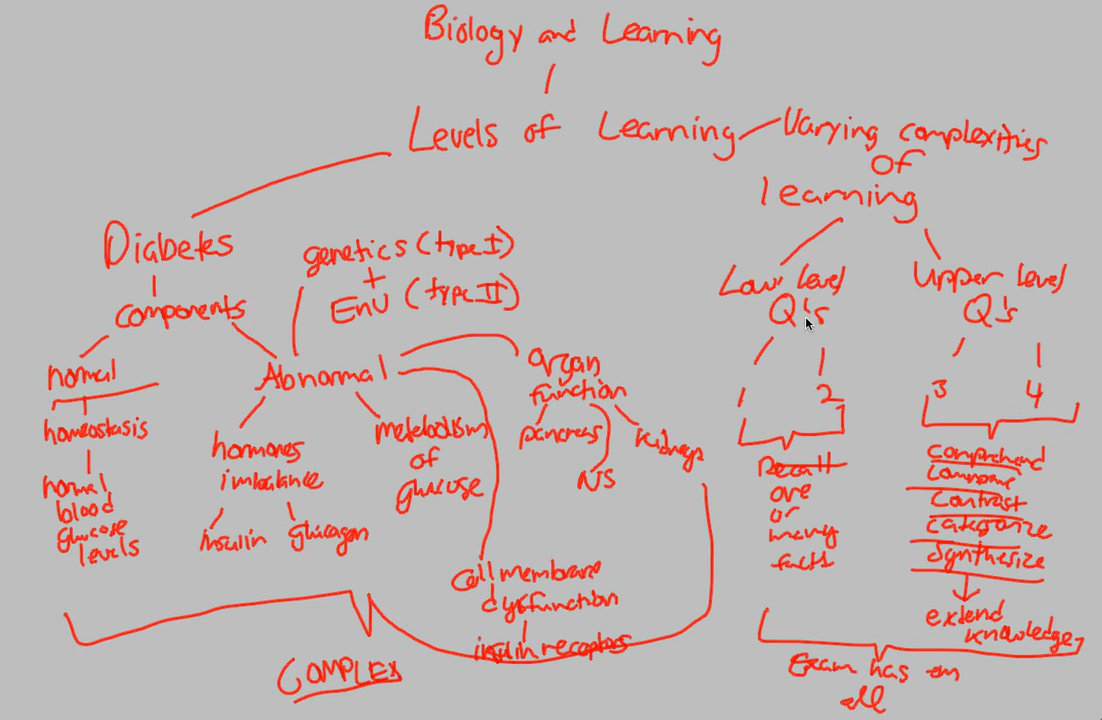 Biology and Learning
Levels of Learning
Varying complexities
of
learning
Diabetes
components
normal
homeostasis
normal
blood
glucose
levels
genetics (type I)
+
Env (type II)
Abnormal
hormones
imbalance
insulin
glucagon
metabolism
of
glucose
organ
function
pancreas
NS
kidneys
Cell membrane
dysfunction
insulin receptors
COMPLEX
Low level
Q's
1
2
Recall
one
or
many
facts
Upper level
Q's
3
4
Comprehend
Compare
Contrast
categorize
Synthesize
extend
knowledge
Exam has em
all